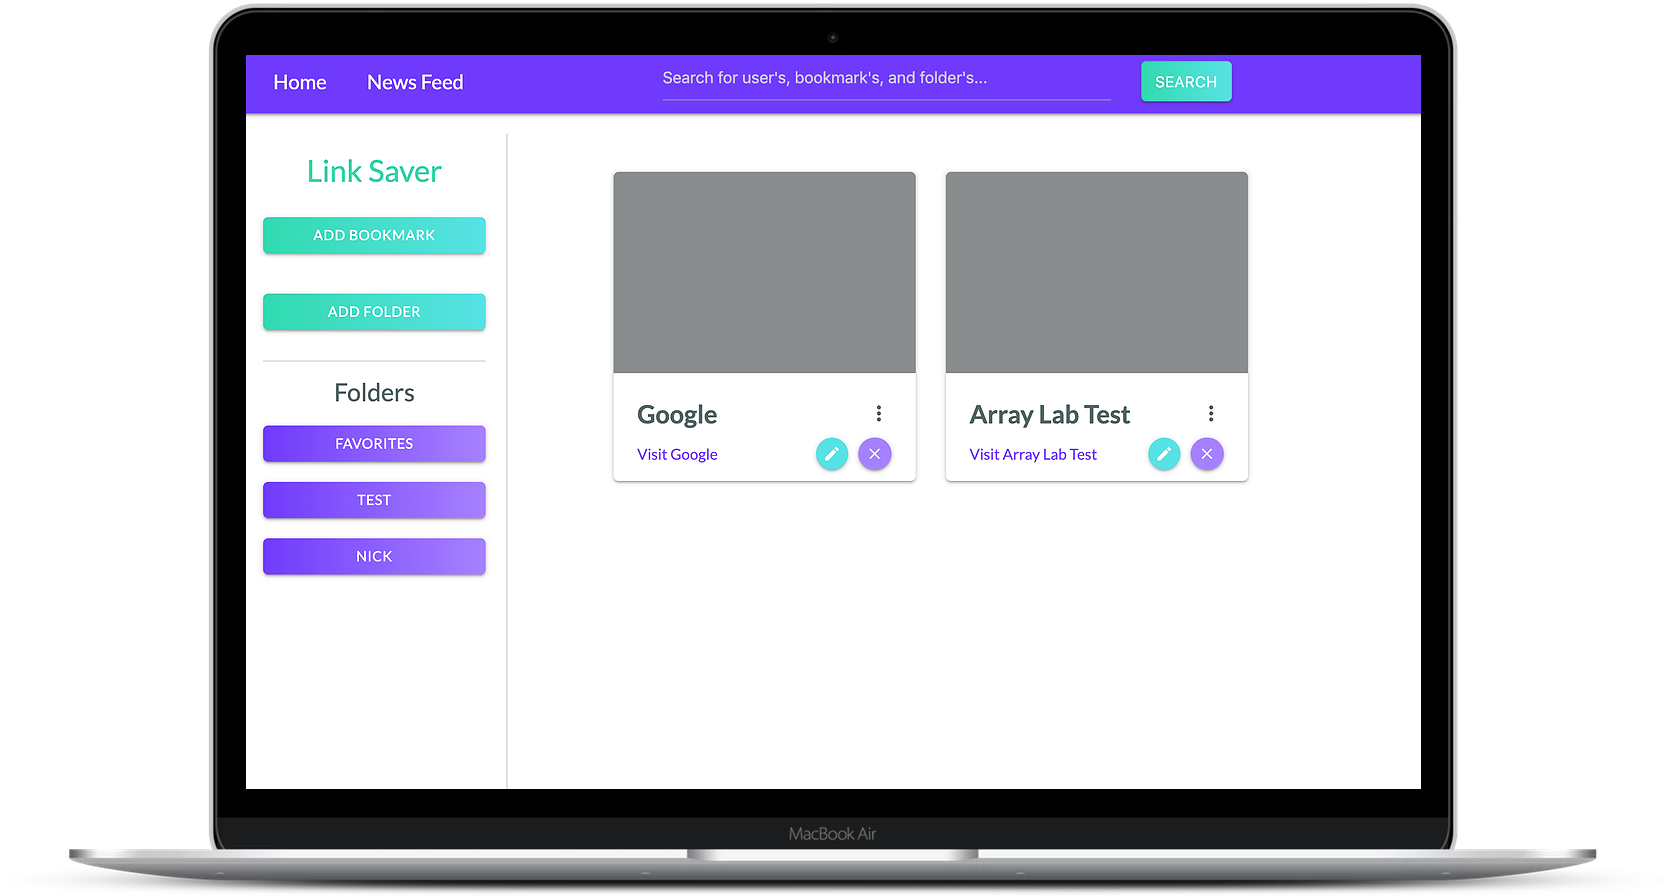 Home
News Feed
Search for user's, bookmark's, and folder's...
SEARCH
Link Saver
ADD BOOKMARK
ADD FOLDER
Folders
FAVORITES
TEST
NICK
Google
Visit Google
Array Lab Test
Visit Array Lab Test
MacBook Air